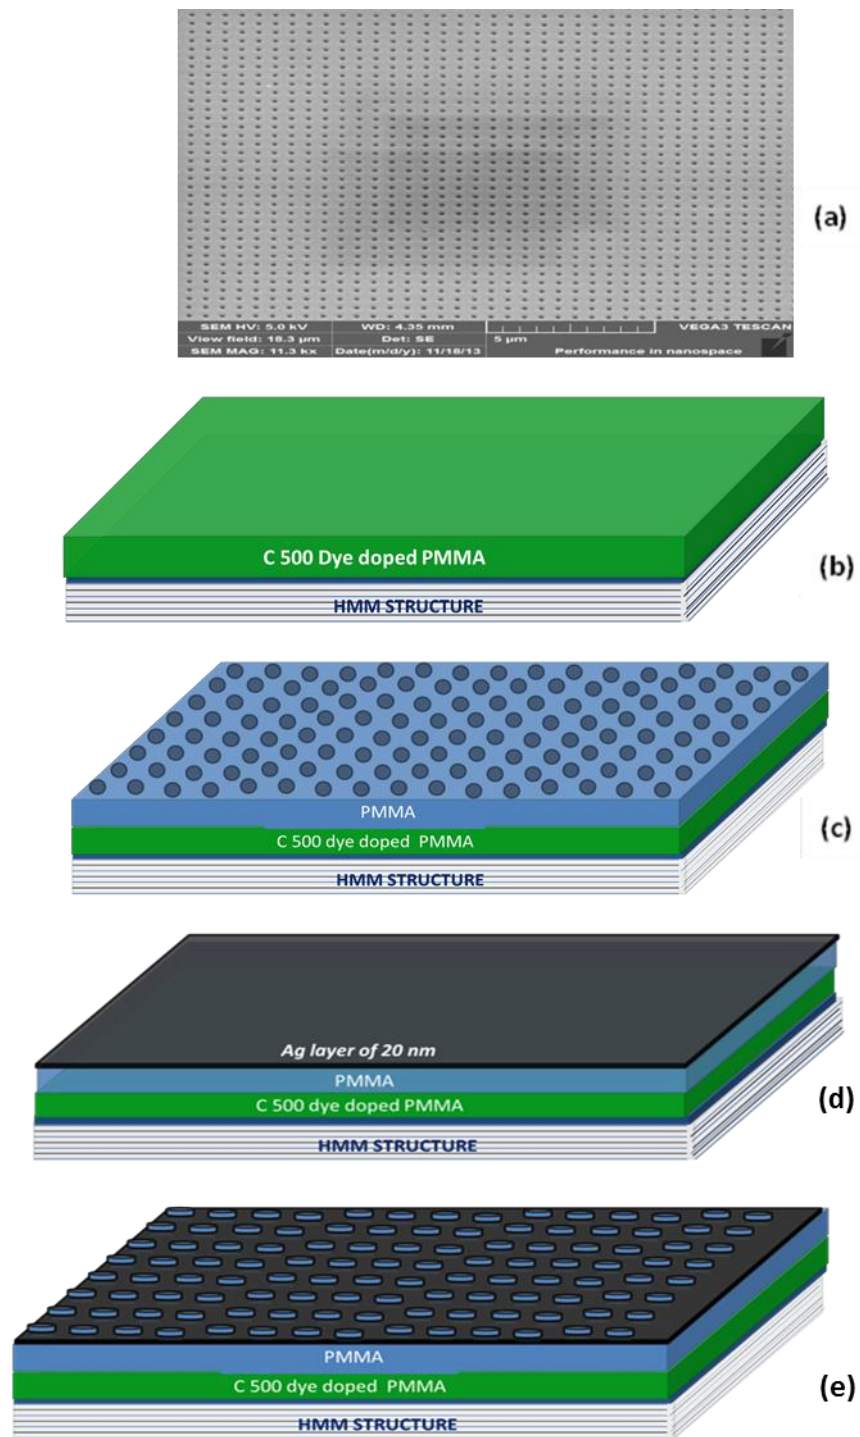 SEM HV: 5.0 kV
WD: 4.35 mm
VEGA3 TESCAN
View field: 18.3 µm
Det: SE
5 µm
SEM MAG: 11.3 kx
Date(m/d/y): 11/18/13
Performance in nanospace
(a)
C 500 Dye doped PMMA
HMM STRUCTURE
(b)
PMMA
C 500 dye doped PMMA
HMM STRUCTURE
(c)
Ag layer of 20 nm
PMMA
C 500 dye doped PMMA
HMM STRUCTURE
(d)
PMMA
C 500 dye doped PMMA
HMM STRUCTURE
(e)